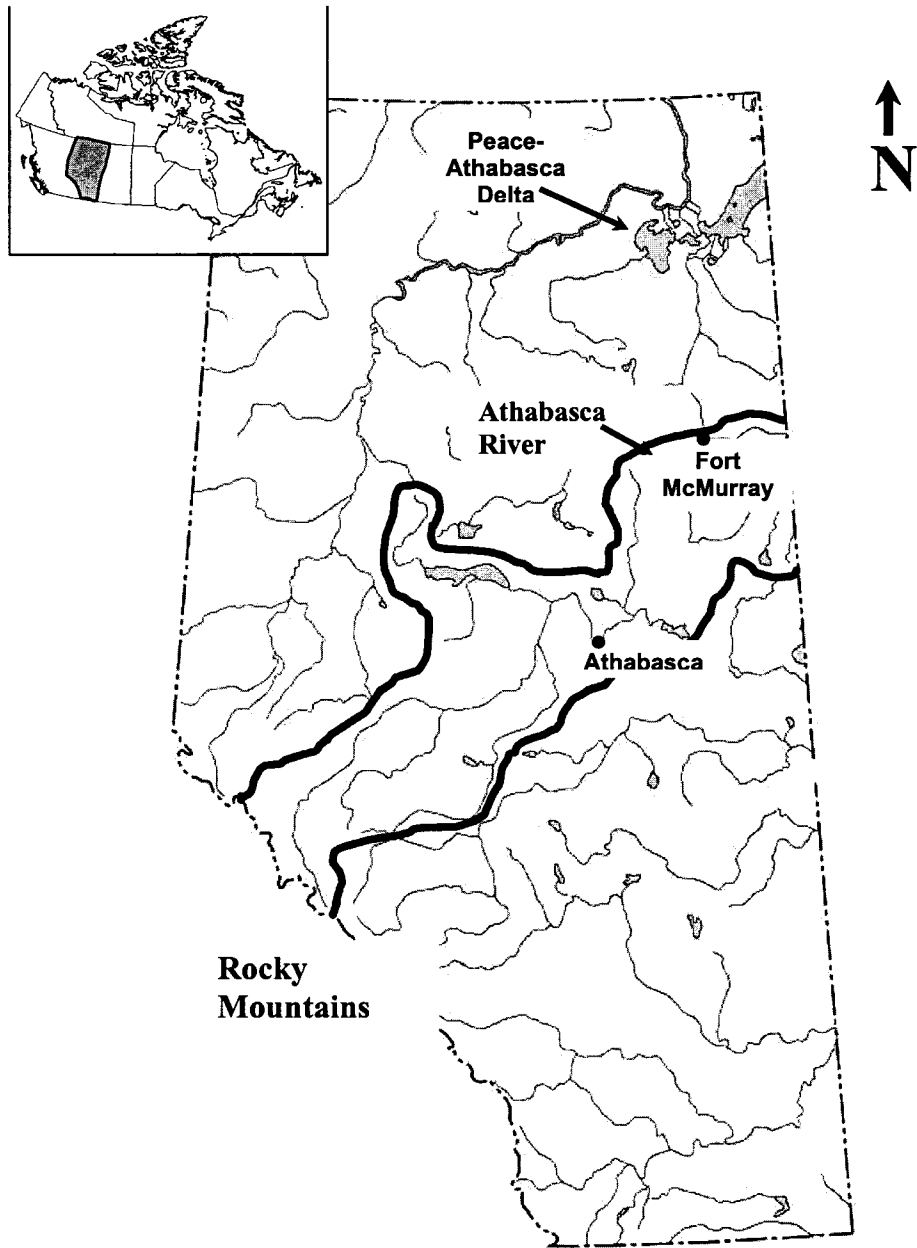 Peace-
Athabasca
Delta
N
Athabasca
River
Fort
McMurray
Athabasca
Rocky
Mountains